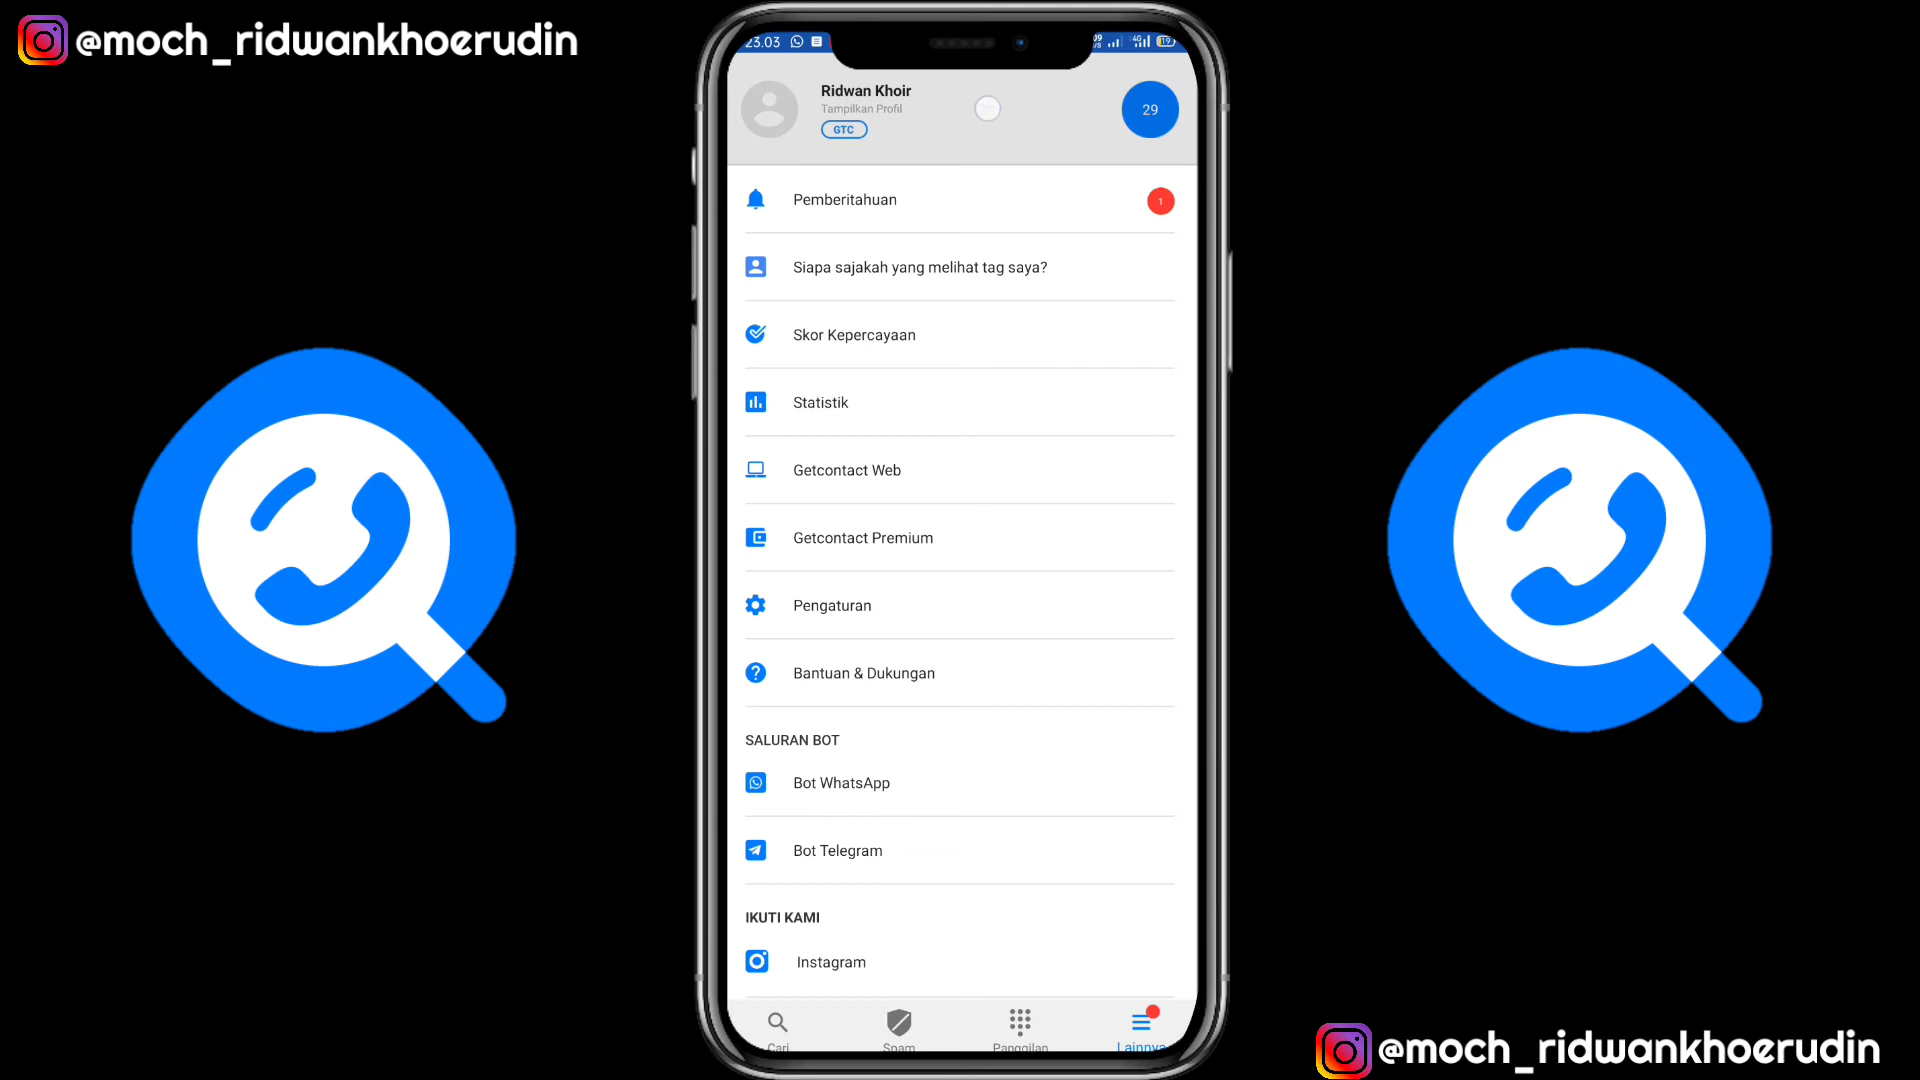 @moch_ridwankhoerudin
23.03
19
Ridwan Khoir
Tampilkan Profil
GTC
29
Pemberitahuan
1
Siapa sajakah yang melihat tag saya?
Skor Kepercayaan
Statistik
Getcontact Web
Getcontact Premium
Pengaturan
Bantuan & Dukungan
SALURAN BOT
Bot WhatsApp
Bot Telegram
IKUTI KAMI
Instagram
Cari
Spam
Panggilan
Lainnya
@moch_ridwankhoerudin